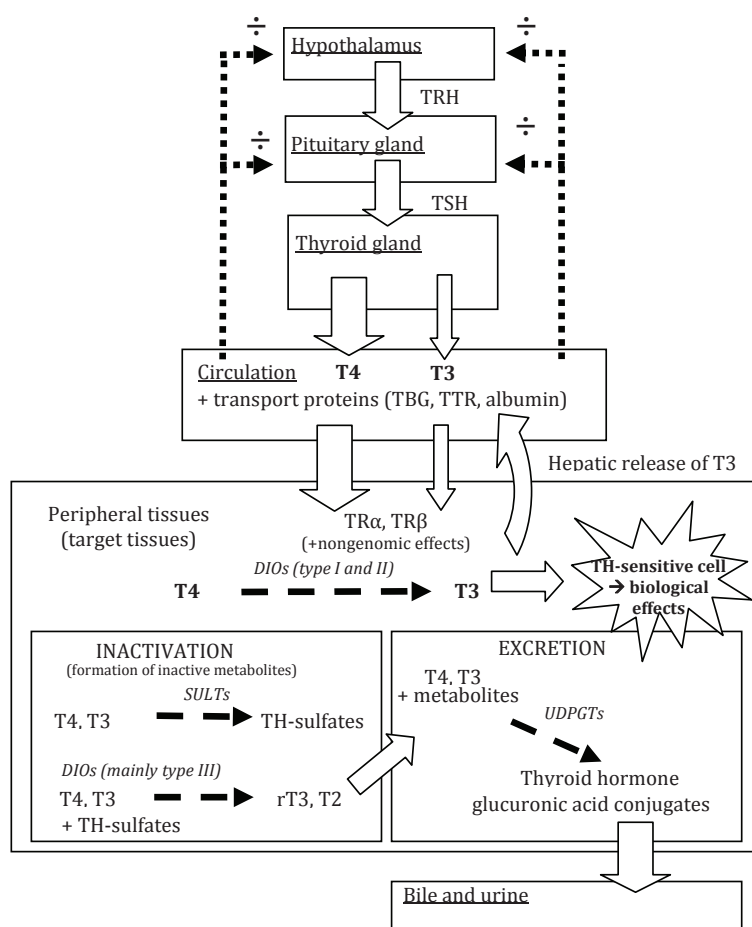 ÷
÷
Hypothalamus
TRH
÷
÷
Pituitary gland
TSH
Thyroid gland
Circulation
T4
T3
+ transport proteins (TBG, TTR, albumin)
Hepatic release of T3
Peripheral tissues
(target tissues)
TRα, TRβ
(+nongenomic effects)
DIOs (type I and II)
T4
T3
TH-sensitive cell
→ biological
effects
INACTIVATION
(formation of inactive metabolites)
SULTs
T4, T3
TH-sulfates
DIOs (mainly type III)
T4, T3
+ TH-sulfates
rT3, T2
EXCRETION
T4, T3
+ metabolites
UDPGTs
Thyroid hormone
glucuronic acid conjugates
Bile and urine